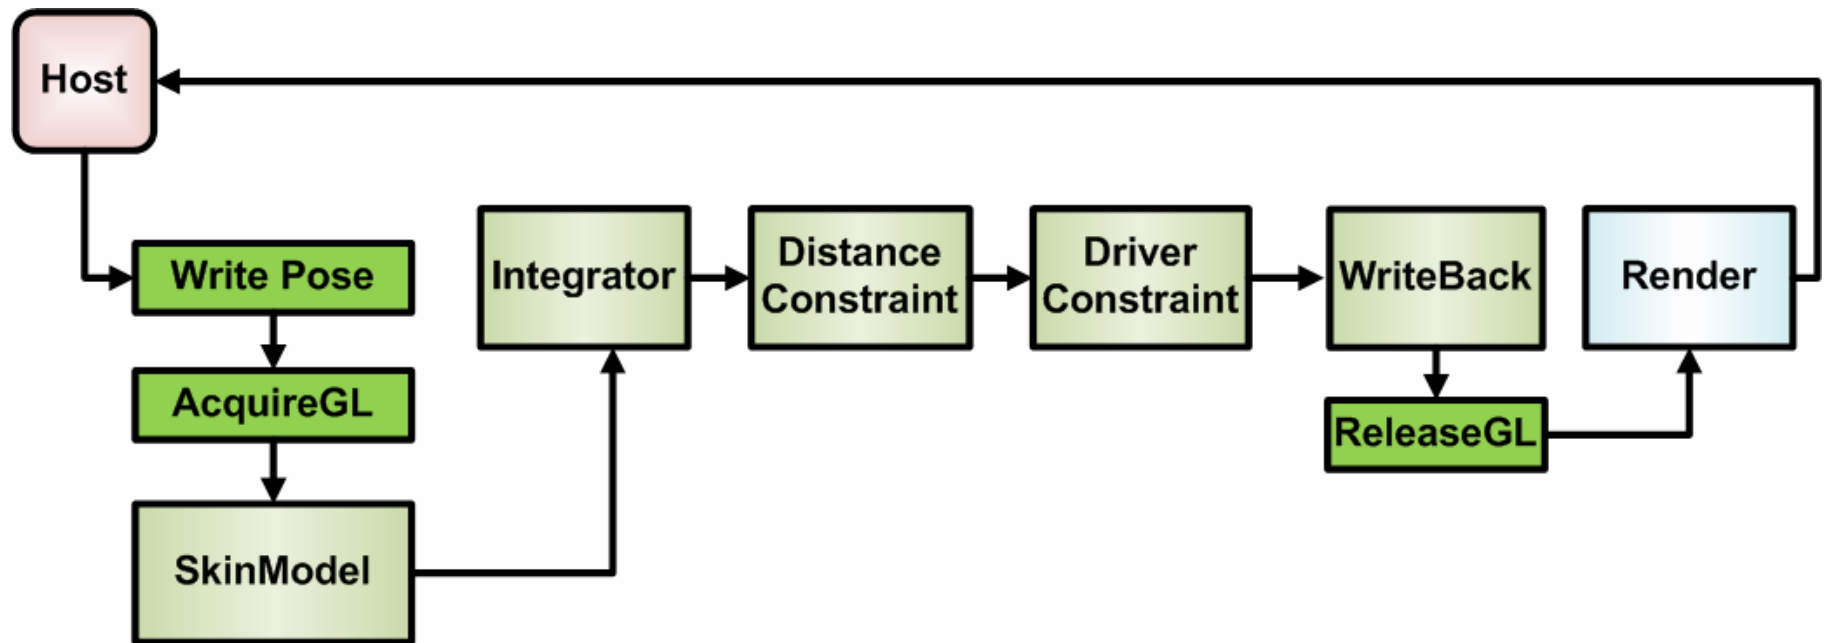 Host
Write Pose
AcquireGL
SkinModel
Integrator
Distance
Constraint
Driver
Constraint
WriteBack
ReleaseGL
Render